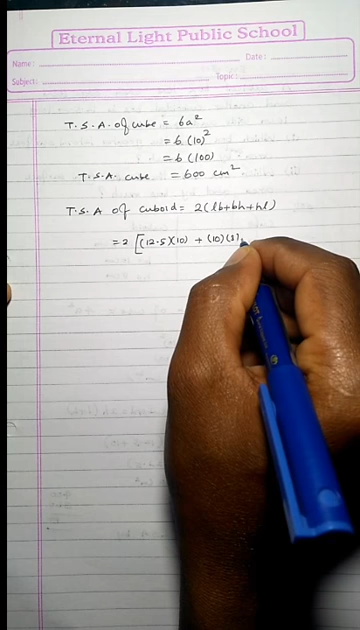 Eternal Light Public School
Name: Date:
Subject: Topic:
T.S.A. of cube = 6a²
= 6 (10)²
= 6 (100)
T.S.A. cube = 600 cm²
T.S.A of cuboid = 2(lb+bh+hl)
= 2 [(12.5)(10) + (10)(8)